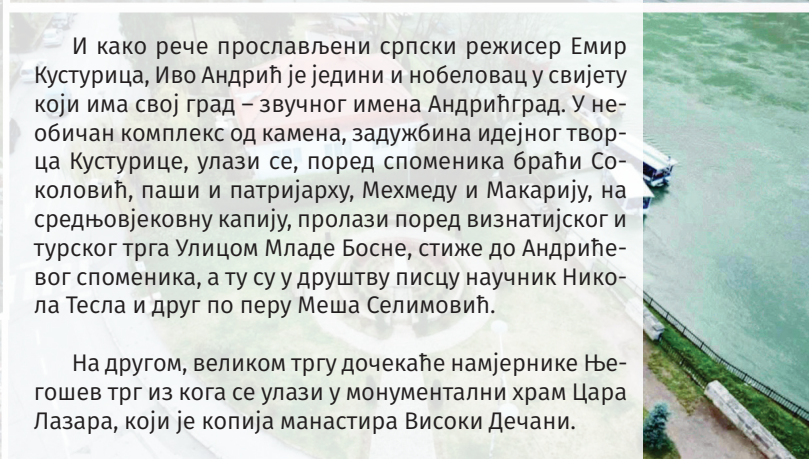 И како рече прослављени српски режисер Емир
Кустурица, Иво Андрић је једини и нобеловац у свијету
који има свој град – звучног имена Андрићград. У не-
обичан комплекс од камена, задужбина идејног твор-
ца Кустурице, улази се, поред споменика браћи Со-
коловић, паши и патријарху, Мехмеду и Макарију, на
средњовјековну капију, пролази поред визнатијског и
турског трга Улицом Младе Босне, стиже до Андриће-
вог споменика, а ту су у друштву писцу научник Нико-
ла Тесла и друг по перу Меша Селимовић.
На другом, великом тргу дочекаће намјернике Ње-
гошев трг из кога се улази у монументални храм Цара
Лазара, који је копија манастира Високи Дечани.